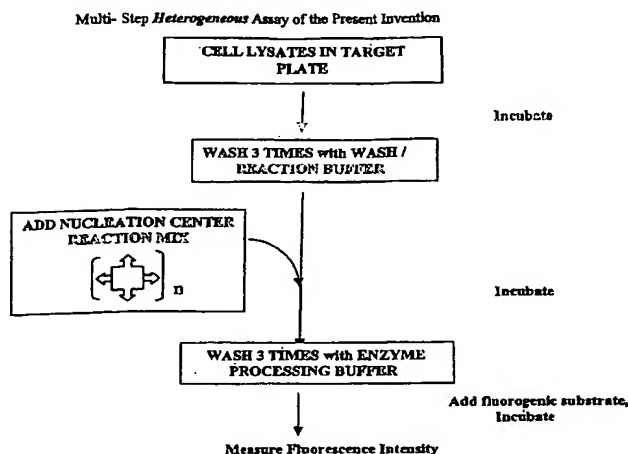 Multi- Step Heterogeneous Assay of the Present Invention
CELL LYSATES IN TARGET
PLATE
Incubate
WASH 3 TIMES with WASH /
REACTION BUFFER
ADD NUCLEATION CENTER
REACTION MIX
n
Incubate
WASH 3 TIMES with ENZYME
PROCESSING BUFFER
Add fluorogenic substrate,
Incubate
Measure Fluorescence Intensity